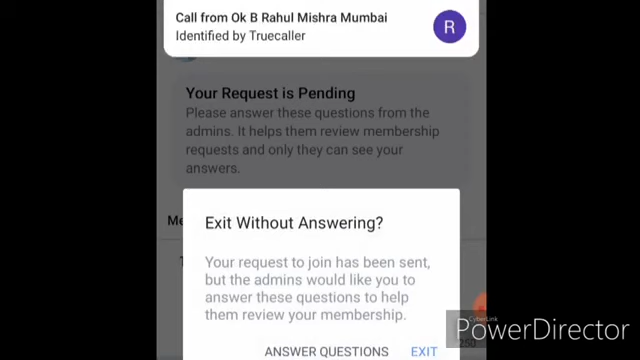 Call from Ok B Rahul Mishra Mumbai
Identified by Truecaller
R
Your Request is Pending
Please answer these questions from the
admins. It helps them review membership
requests and only they can see your
answers.
Exit Without Answering?
Your request to join has been sent,
but the admins would like you to
answer these questions to help
them review your membership.
CyberLink
PowerDirector
250
ANSWER QUESTIONS
EXIT